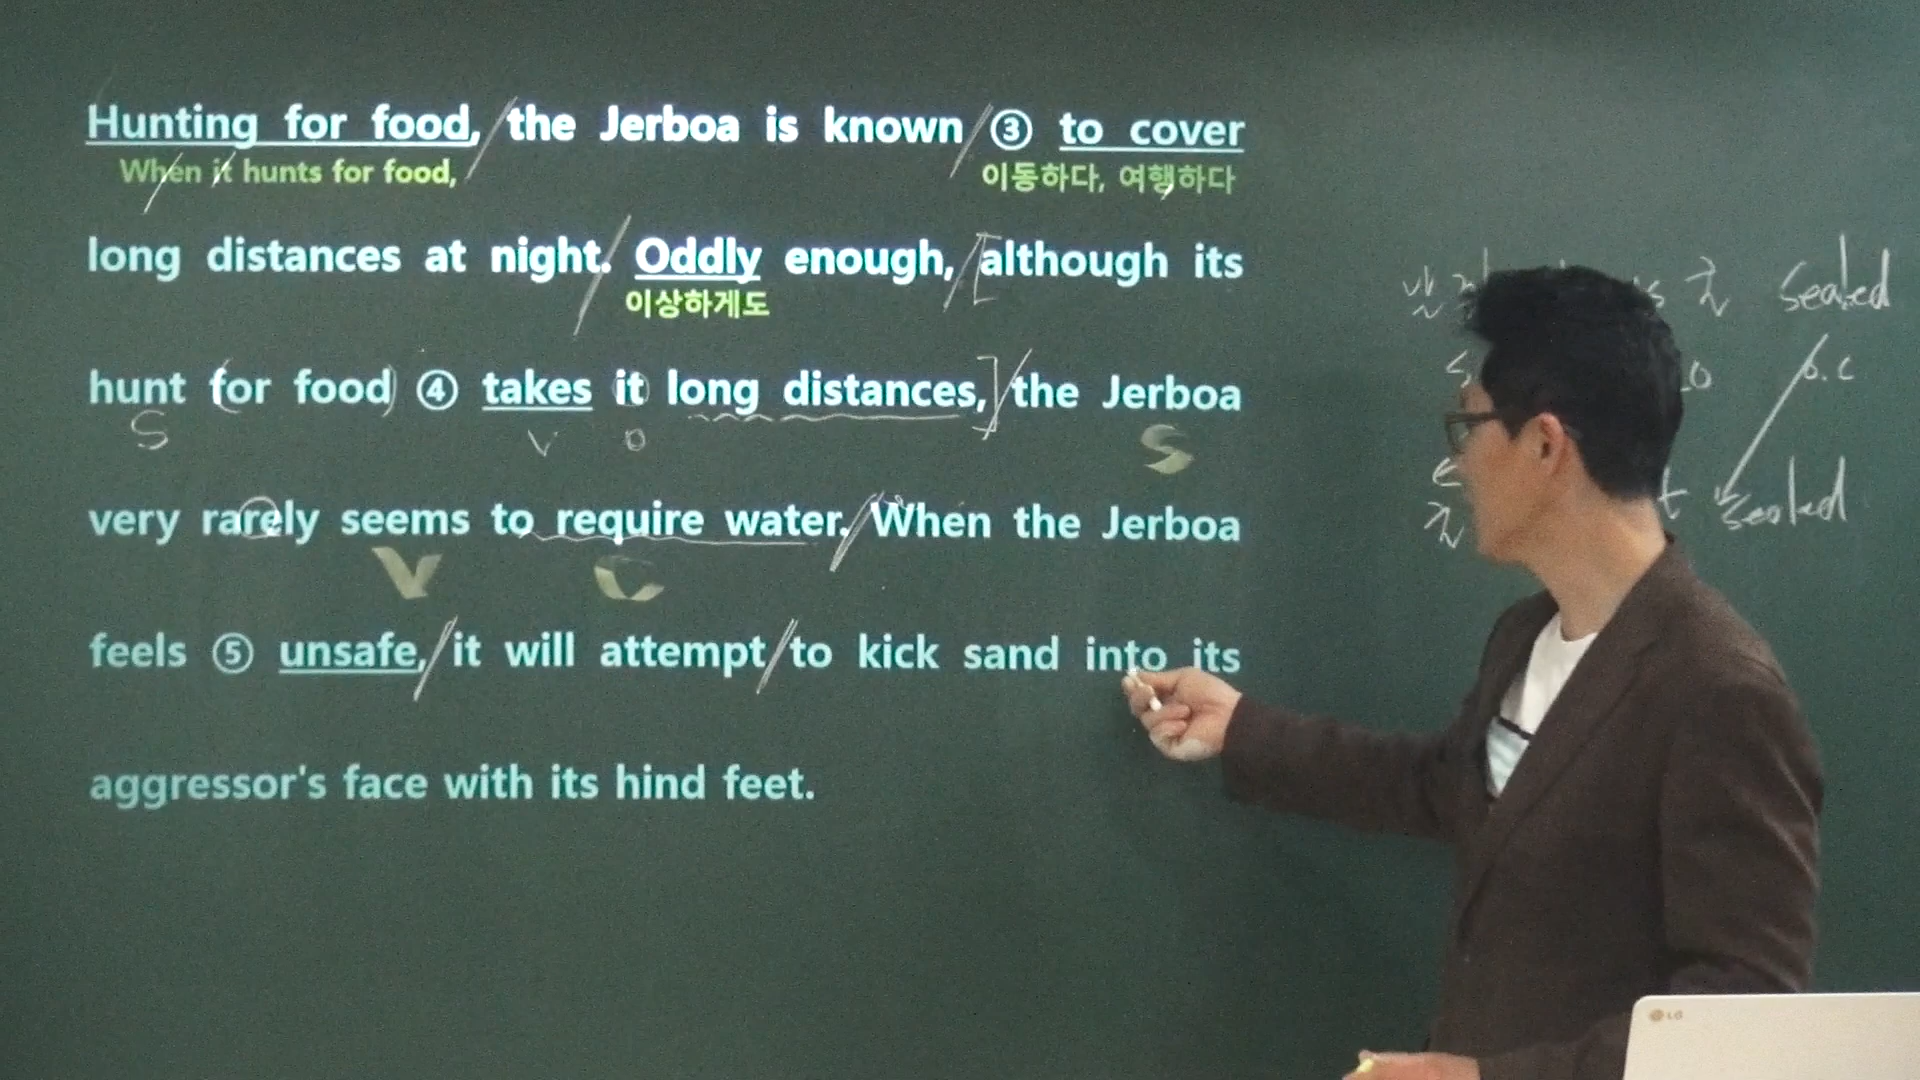 Hunting for food, the Jerboa is known ③ to cover
When it hunts for food, 이동하다, 여행하다
long distances at night. Oddly enough, although its
이상하게도
hunt for food ④ takes it long distances, the Jerboa
S V O S
very rarely seems to require water. When the Jerboa
V C
feels ⑤ unsafe, it will attempt to kick sand into its
aggressor's face with its hind feet.
sealed
o.c
sealed
LG